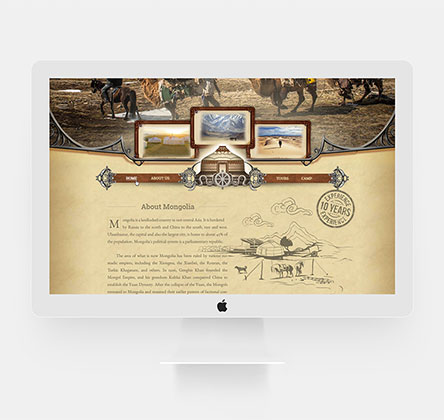 HOME ABOUT US TOURS CAMP
About Mongolia
EXPERIENCE
10 YEARS
EXPERIENCE
Mongolia is a landlocked country in east-central Asia. It is bordered
by Russia to the north and China to the south, east and west.
Ulaanbaatar, the capital and also the largest city, is home to about 45% of
the population. Mongolia's political system is a parliamentary republic.
The area of what is now Mongolia has been ruled by various no-
madic empires, including the Xiongnu, the Xianbei, the Rouran, the
Turkic Khaganate, and others. In 1206, Genghis Khan founded the
Mongol Empire, and his grandson Kublai Khan conquered China to
establish the Yuan Dynasty. After the collapse of the Yuan, the Mongols
retreated to Mongolia and resumed their earlier pattern of factional con-